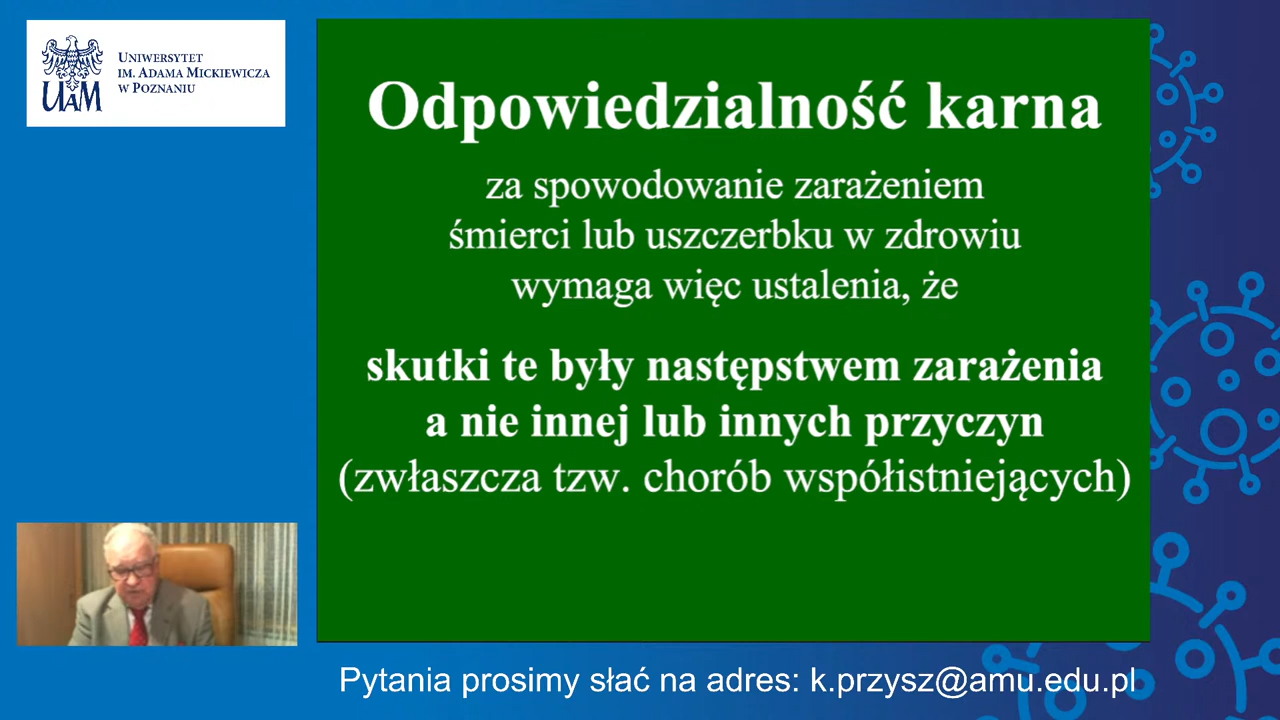 UNIWERSYTET
IM. ADAMA MICKIEWICZA
W POZNANIU
UAM
Odpowiedzialność karna
za spowodowanie zarażeniem
śmierci lub uszczerbku w zdrowiu
wymaga więc ustalenia, że
skutki te były następstwem zarażenia
a nie innej lub innych przyczyn
(zwłaszcza tzw. chorób współistniejących)
Pytania prosimy słać na adres: k.przysz@amu.edu.pl